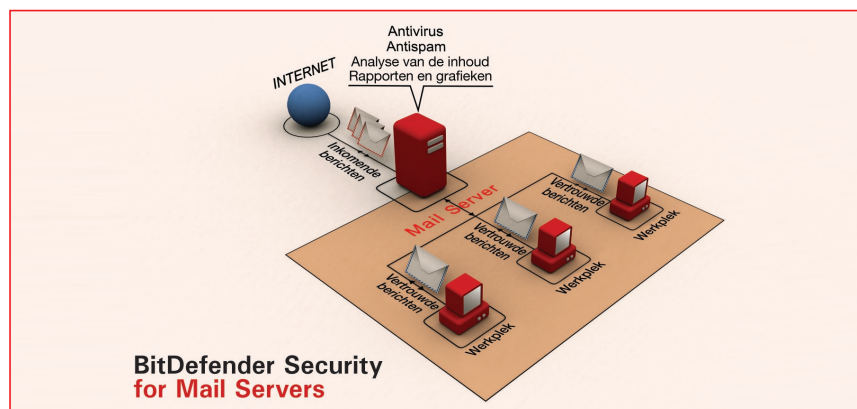 Antivirus
Antispam
Analyse van de inhoud
Rapporten en grafieken
INTERNET
Inkomende
berichten
Mail Server
Vertrouwde
berichten
Werkplek
Vertrouwde
berichten
Werkplek
Vertrouwde
berichten
Werkplek
BitDefender Security
for Mail Servers